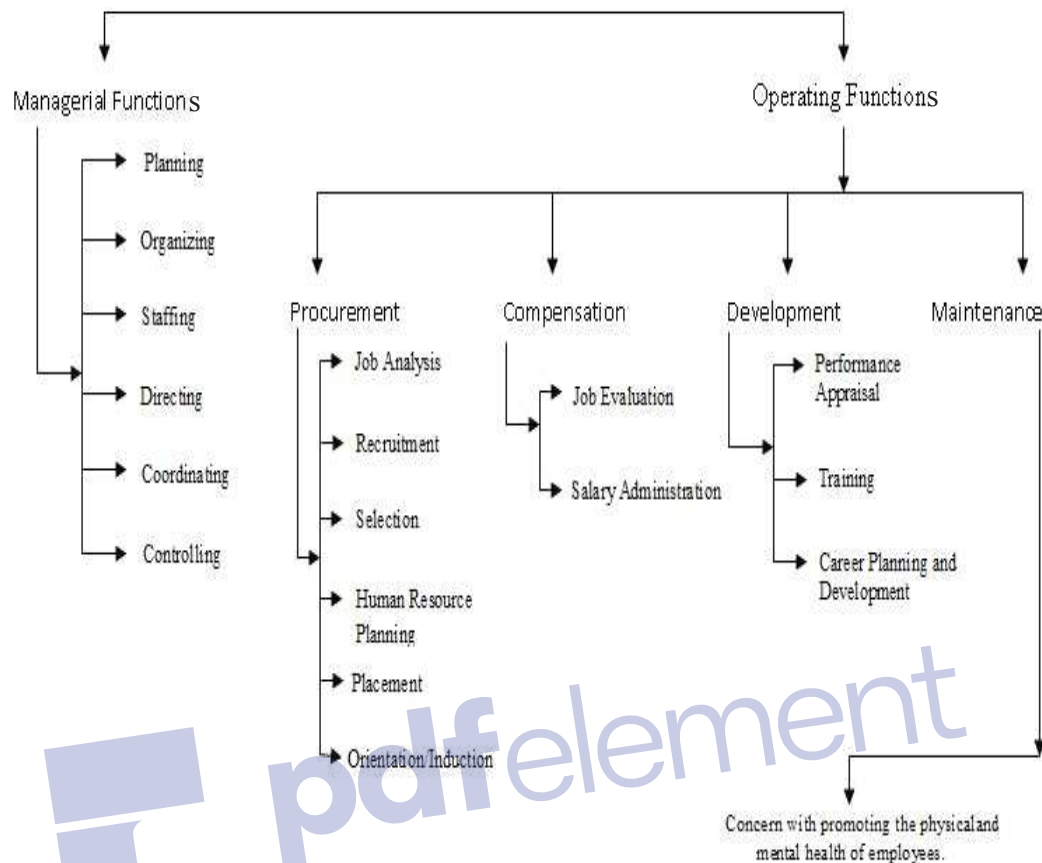 Managerial Functions
Operating Functions
Planning
Organizing
Staffing
Directing
Coordinating
Controlling
Procurement
Job Analysis
Recruitment
Selection
Human Resource
Planning
Placement
Orientation/Induction
Compensation
Job Evaluation
Salary Administration
Development
Performance
Appraisal
Training
Career Planning and
Development
Maintenance
Concern with promoting the physical and
mental health of employees.
pdfelement